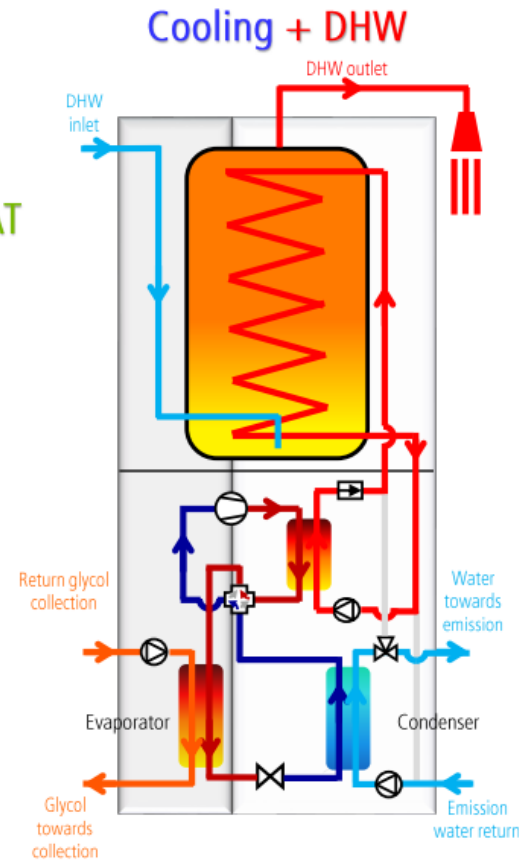 Cooling + DHW
DHW outlet
DHW
inlet
AT
Return glycol
collection
Water
towards
emission
Evaporator
Condenser
Glycol
towards
collection
Emission
water return